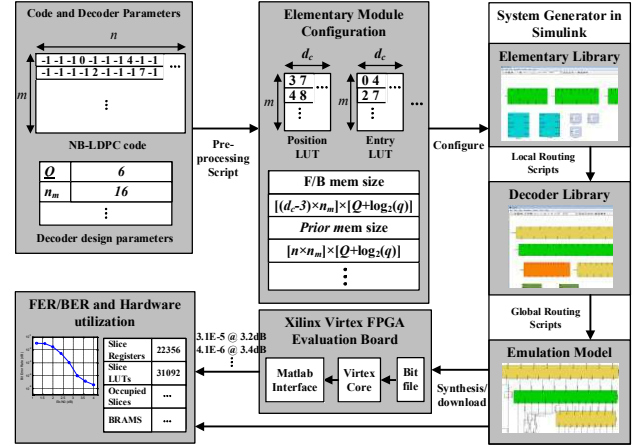 Code and Decoder Parameters
n
m
-1 -1 -1 0 -1 -1 -1 4 -1 -1 ...
-1 -1 -1 -1 2 -1 -1 -1 17 -1
⋮
NB-LDPC code
Q 6
n_m 16
⋮
Decoder design parameters
Pre-
processing
Script
Elementary Module
Configuration
d_c d_c
m 3 7 ... m 0 4 ... ...
4 8 2 7
⋮ ⋮
Position
LUT
Entry
LUT
F/B mem size
[(d_c-3)×n_m]×[Q+log_2(q)]
Prior mem size
[n×n_m]×[Q+log_2(q)]
⋮
Configure
System Generator in
Simulink
Elementary Library
Local Routing
Scripts
Decoder Library
Global Routing
Scripts
Emulation Model
Synthesis/
download
Xilinx Virtex FPGA
Evaluation Board
Matlab
Interface
Virtex
Core
Bit
file
3.1E-5 @ 3.2dB
4.1E-6 @ 3.4dB
⋮
FER/BER and Hardware
utilization
Slice
Registers
22356
Slice
LUTs
31092
Occupied
Slices
...
BRAMS
...